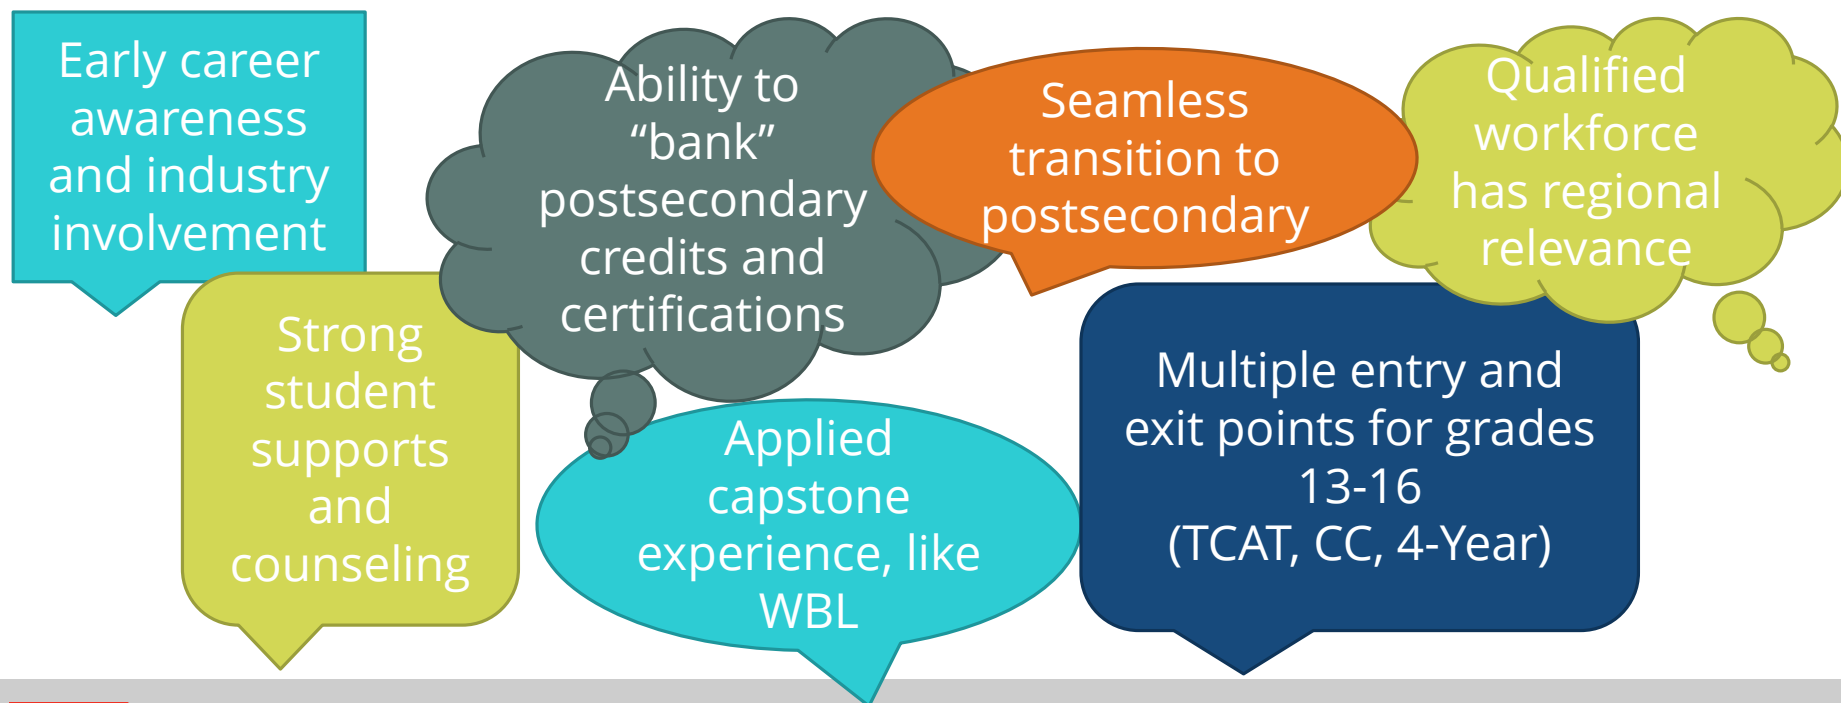 Early career
awareness
and industry
involvement
Strong
student
supports
and
counseling
Ability to
“bank”
postsecondary
credits and
certifications
Applied
capstone
experience, like
WBL
Seamless
transition to
postsecondary
Multiple entry and
exit points for grades
13-16
(TCAT, CC, 4-Year)
Qualified
workforce
has regional
relevance